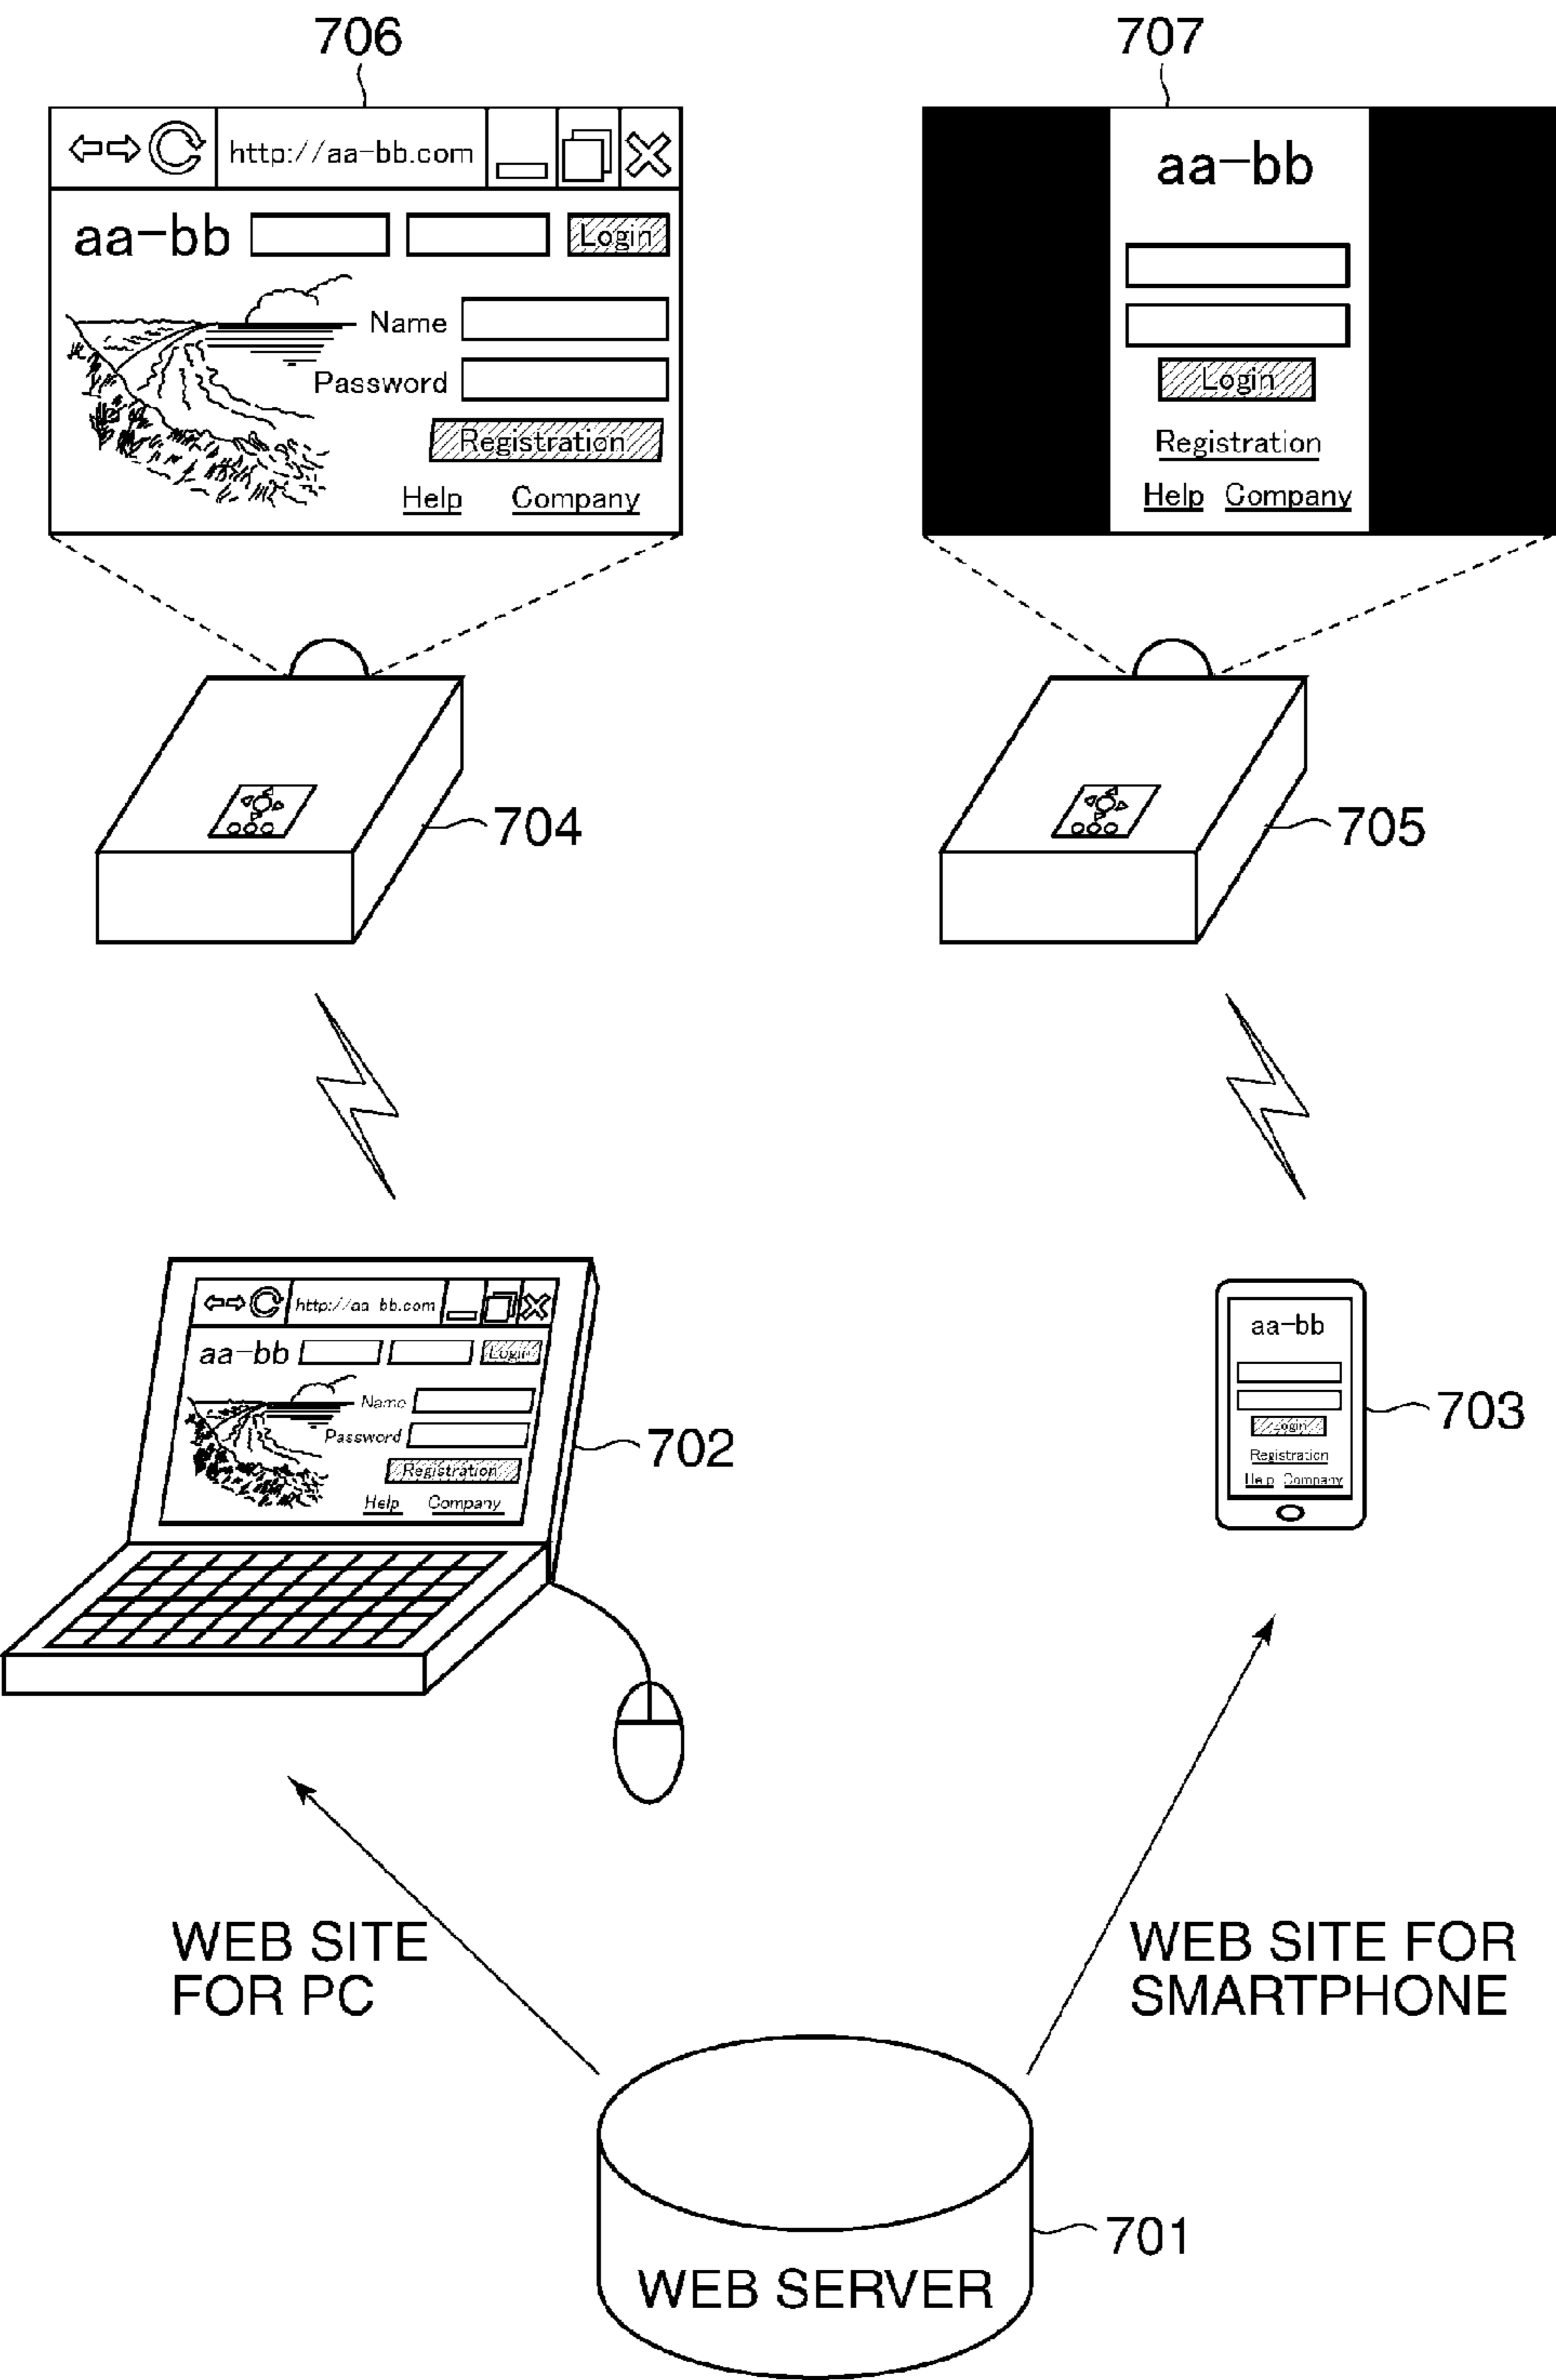 706
707
http://aa-bb.com
aa-bb
Login
Name
Password
Registration
Help Company
aa-bb
Login
Registration
Help Company
704
705
http://aa bb.com
aa-bb
Login
Name
Password
Registration
Help Company
702
aa-bb
Login
Registration
Help Company
703
WEB SITE
FOR PC
WEB SITE FOR
SMARTPHONE
701
WEB SERVER